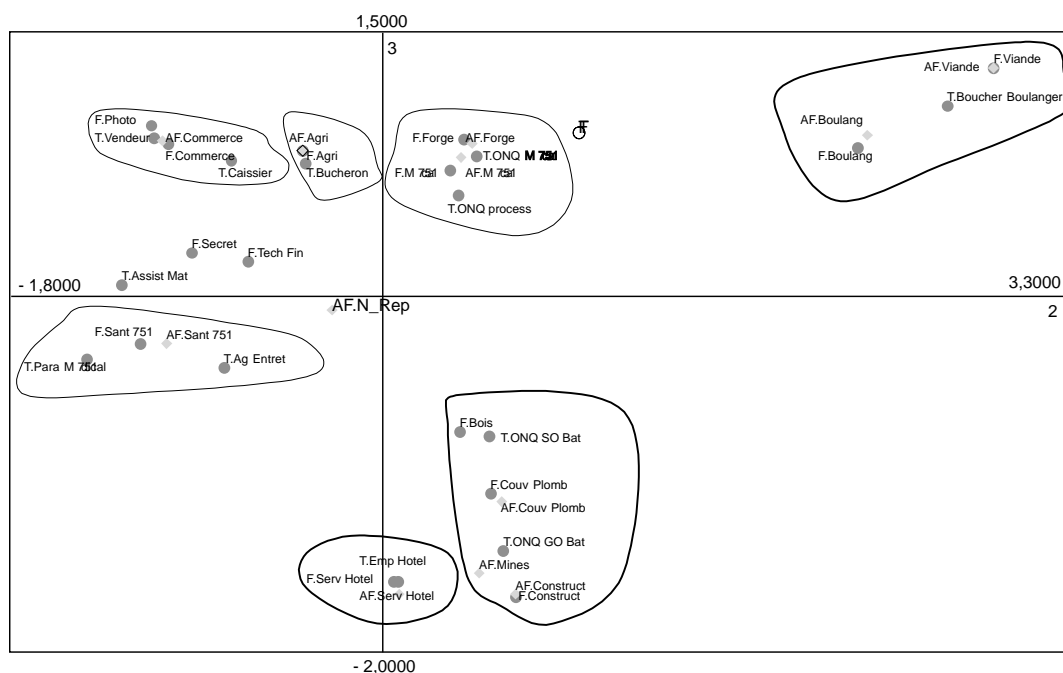 1,5000
3
F.Viande
AF.Viande
T.Boucher Boulanger
F.Photo
AF.Boulang
T.Vendeur
AF.Commerce
AF.Agri
F.Forge
AF.Forge
F.Commerce
F.Agri
T.ONQ
F.Boulang
T.Caissier
T.Bucheron
T.ONQ process
F.Secret
F.Tech Fin
T.Assist Mat
- 1,8000
3,3000
AF.N_Rep
2
F.Sant 751
AF.Sant 751
T.Ag Entret
F.Bois
T.ONQ SO Bat
F.Couv Plomb
AF.Couv Plomb
T.ONQ GO Bat
T.Emp Hotel
AF.Mines
F.Serv Hotel
AF.Construct
AF.Serv Hotel
F.Construct
- 2,0000